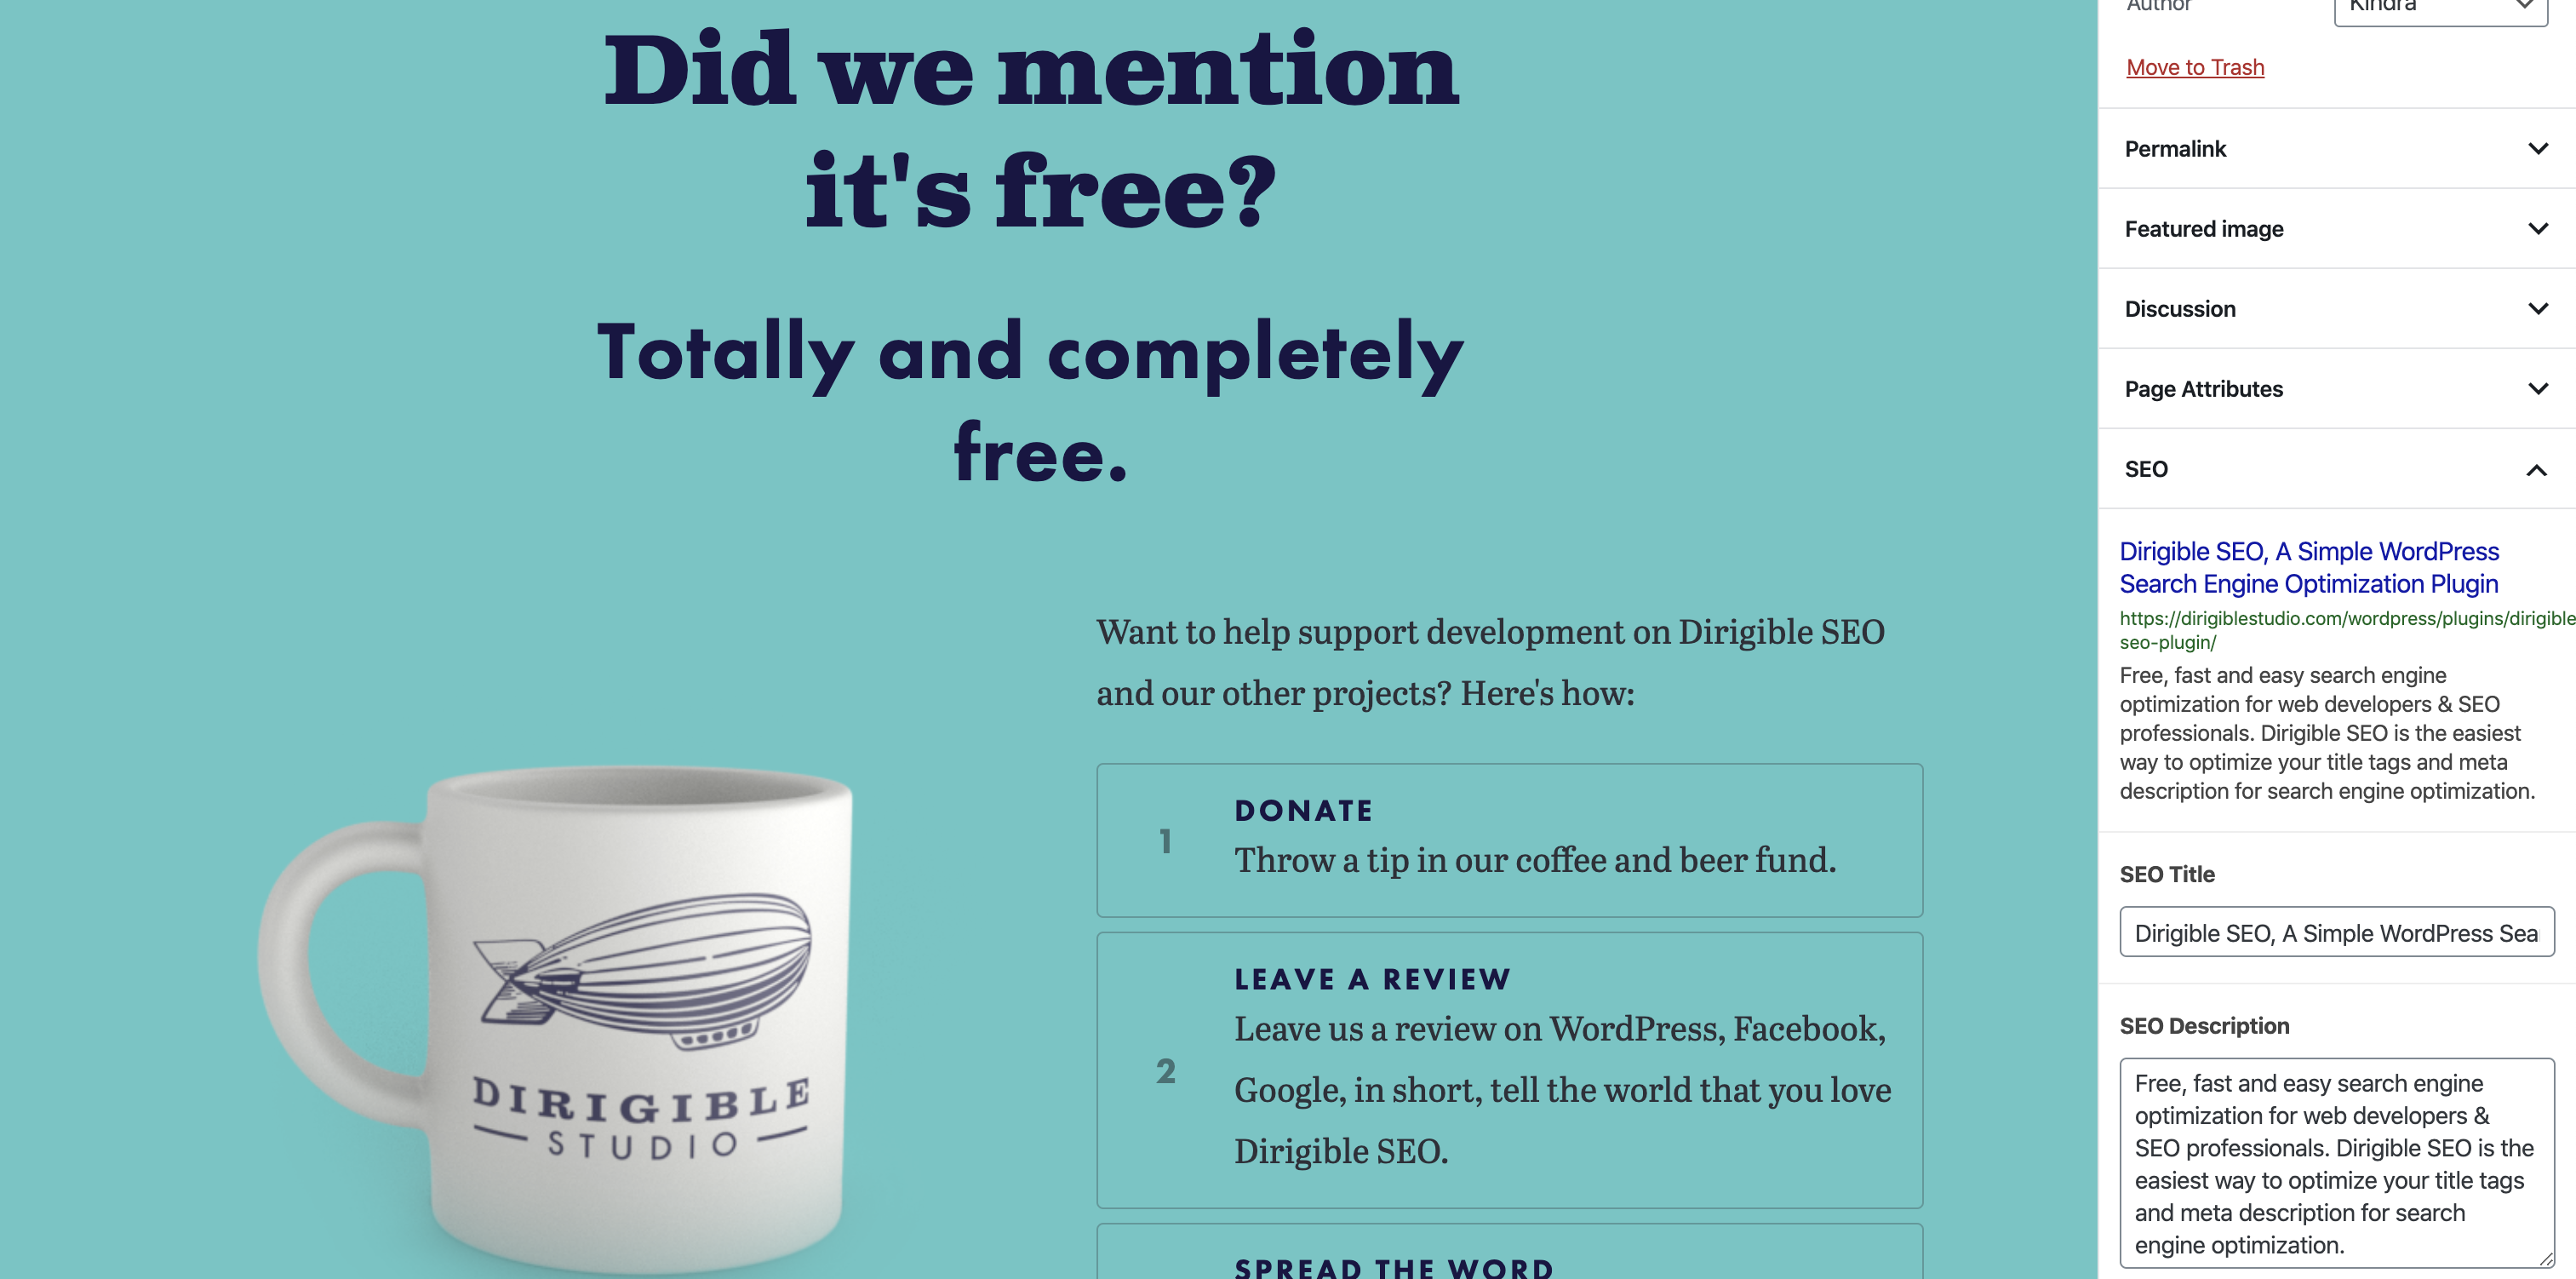 Did we mention
it's free?
Totally and completely
free.
Want to help support development on Dirigible SEO
and our other projects? Here's how:
1
DONATE
Throw a tip in our coffee and beer fund.
2
LEAVE A REVIEW
Leave us a review on WordPress, Facebook,
Google, in short, tell the world that you love
Dirigible SEO.
SPREAD THE WORD
DIRIGIBLE
STUDIO
Author
Kindra
Move to Trash
Permalink
Featured image
Discussion
Page Attributes
SEO
Dirigible SEO, A Simple WordPress
Search Engine Optimization Plugin
https://dirigiblestudio.com/wordpress/plugins/dirigible
seo-plugin/
Free, fast and easy search engine
optimization for web developers & SEO
professionals. Dirigible SEO is the easiest
way to optimize your title tags and meta
description for search engine optimization.
SEO Title
Dirigible SEO, A Simple WordPress Sea
SEO Description
Free, fast and easy search engine
optimization for web developers &
SEO professionals. Dirigible SEO is the
easiest way to optimize your title tags
and meta description for search
engine optimization.